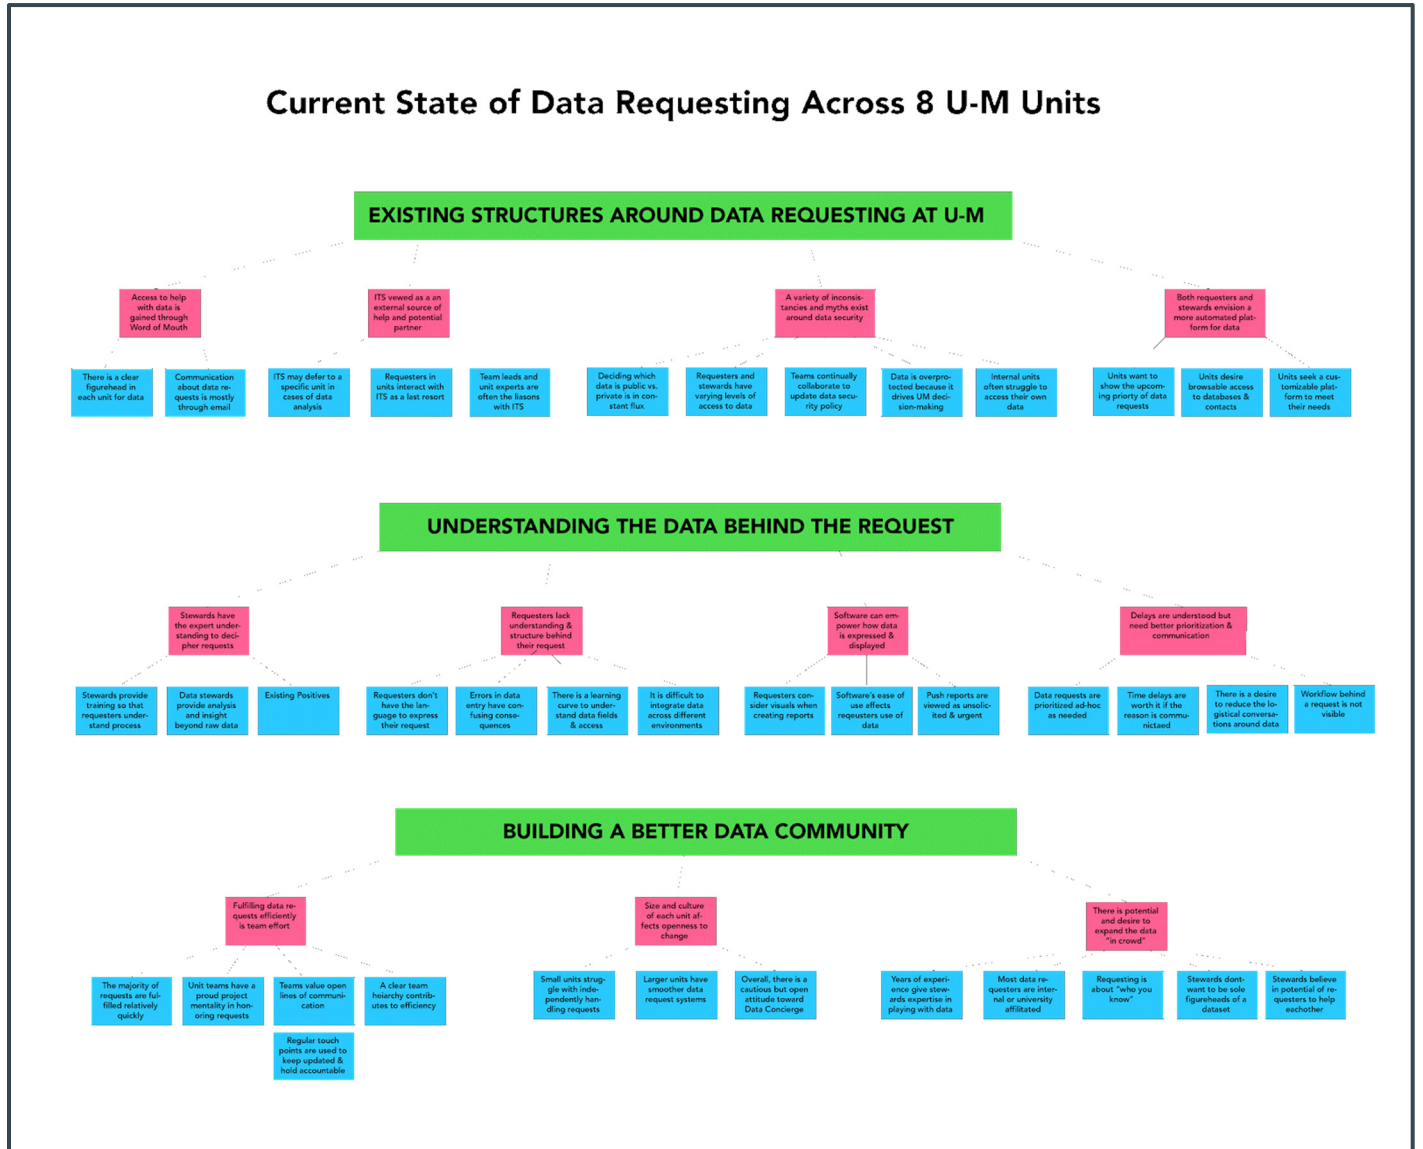 Current State of Data Requesting Across 8 U-M Units
EXISTING STRUCTURES AROUND DATA REQUESTING AT U-M
Access to help
with data is
gained through
Word of Mouth
ITS vewed as a an
external source of
help and potential
partner
A variety of inconsis-
tancies and myths exist
around data security
Both requesters and
stewards envision a
more automated plat-
form for data
There is a clear
figurehead in
each unit for data
Communication
about data re-
quests is mostly
through email
ITS may defer to a
specific unit in
cases of data
analysis
Requesters in
units interact with
ITS as a last resort
Team leads and
unit experts are
often the liasons
with ITS
Deciding which
data is public vs.
private is in con-
stant flux
Requesters and
stewards have
varying levels of
access to data
Teams continually
collaborate to
update data secu-
rity policy
Data is overpro-
tected because it
drives UM deci-
sion-making
Internal units
often struggle to
access their own
data
Units want to
show the upcom-
ing priorty of data
requests
Units desire
browsable access
to databases &
contacts
Units seek a cus-
tomizable plat-
form to meet
their needs
UNDERSTANDING THE DATA BEHIND THE REQUEST
Stewards have
the expert under-
standing to deci-
pher requests
Requesters lack
understanding &
structure behind
their request
Software can em-
power how data
is expressed &
displayed
Delays are understood but
need better prioritization &
communication
Stewards provide
training so that
requesters under-
stand process
Data stewards
provide analysis
and insight
beyond raw data
Existing Positives
Requesters don't
have the lan-
guage to express
their request
Errors in data
entry have con-
fusing conse-
quences
There is a learning
curve to under-
stand data fields
& access
It is difficult to
integrate data
across different
environments
Requesters con-
sider visuals when
creating reports
Software's ease of
use affects
reqeusters use of
data
Push reports are
viewed as unsolic-
ited & urgent
Data requests are
prioritized ad-hoc
as needed
Time delays are
worth it if the
reason is commu-
nictaed
There is a desire
to reduce the lo-
gistical conversa-
tions around data
Workflow behind
a request is not
visible
BUILDING A BETTER DATA COMMUNITY
Fulfilling data re-
quests efficiently
is team effort
Size and culture
of each unit af-
fects openness to
change
There is potential
and desire to
expand the data
"in crowd"
The majority of
requests are ful-
filled relatively
quickly
Unit teams have a
proud project
mentality in hon-
oring requests
Teams value open
lines of communi-
cation
A clear team
heiarchy contrib-
utes to efficiency
Regular touch
points are used to
keep updated &
hold accountable
Small units strug-
gle with indep­endently han-
dling requests
Larger units have
smoother data
request systems
Overall, there is a
cautious but open
attitude toward
Data Concierge
Years of experi-
ence give stew-
ards expertise in
playing with data
Most data re-
questers are inter-
nal or university
affilitated
Requesting is
about "who you
know"
Stewards dont-
want to be sole
figureheads of a
dataset
Stewards believe
in potential of re-
questers to help
eachother